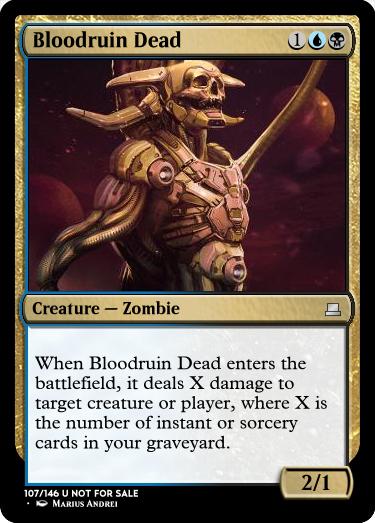 Bloodruin Dead 1
Creature — Zombie
When Bloodruin Dead enters the
battlefield, it deals X damage to
target creature or player, where X is
the number of instant or sorcery
cards in your graveyard.
2/1
107/146 U NOT FOR SALE
· Marius Andrei